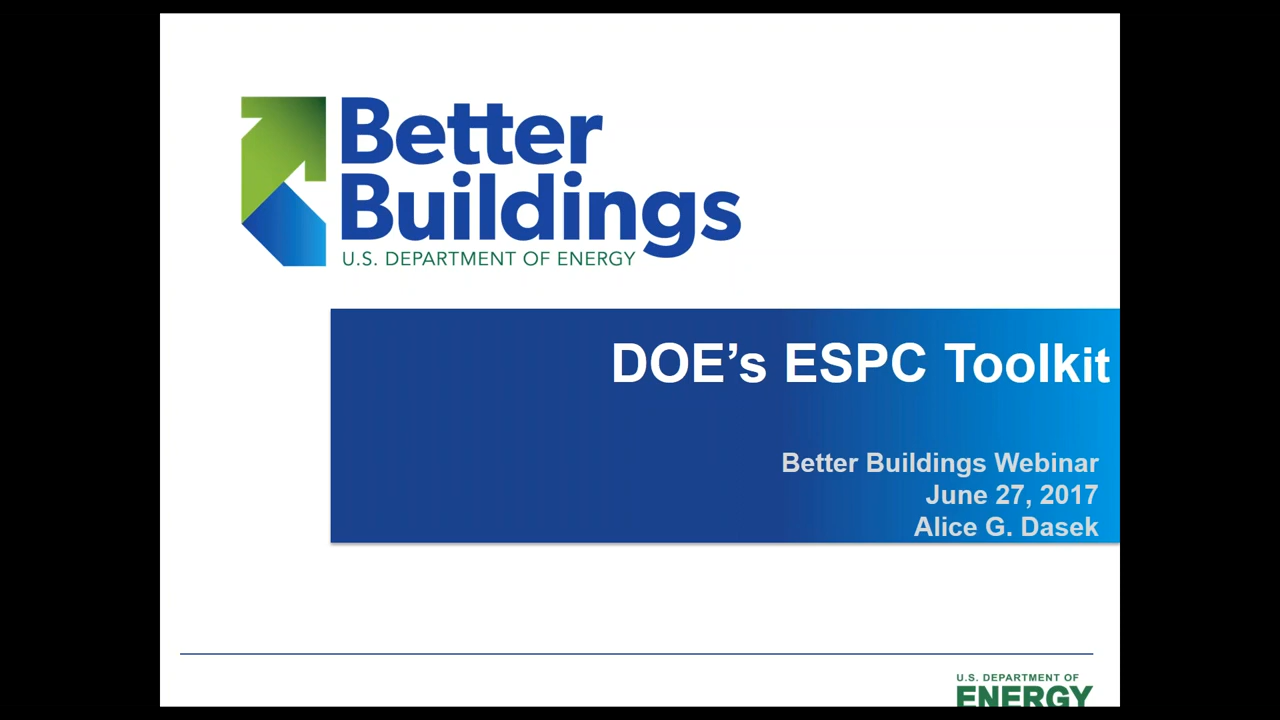 Better
Buildings
U.S. DEPARTMENT OF ENERGY
DOE’s ESPC Toolkit
Better Buildings Webinar
June 27, 2017
Alice G. Dasek
U.S. DEPARTMENT OF
ENERGY